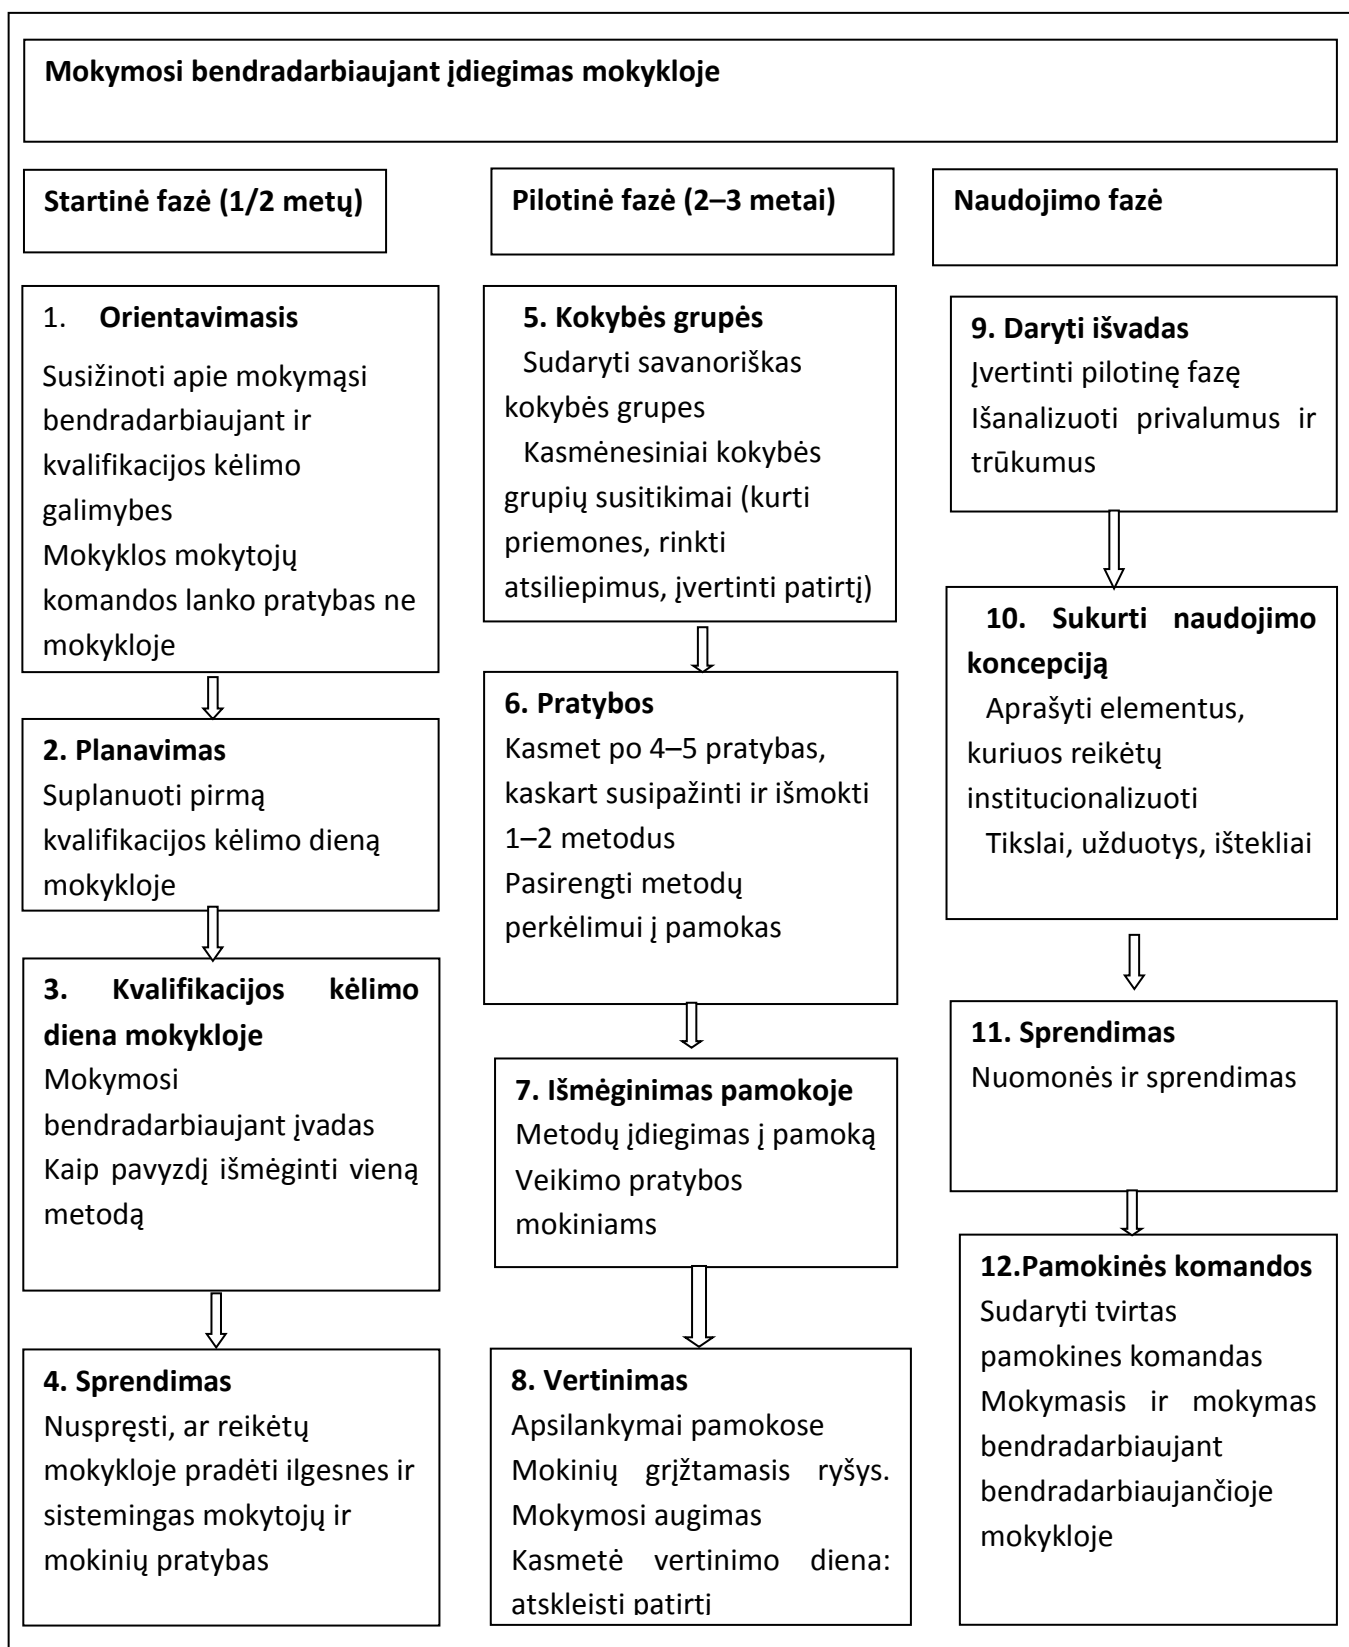 Mokymosi bendradarbiaujant įdiegimas mokykloje
Startinė fazė (1/2 metų)
1. Orientavimasis
Susižinoti apie mokymąsi
bendradarbiaujant ir
kvalifikacijos kėlimo
galimybes
Mokyklos mokytojų
komandos lanko pratybas ne
mokykloje
2. Planavimas
Suplanuoti pirmą
kvalifikacijos kėlimo dieną
mokykloje
3. Kvalifikacijos kėlimo
diena mokykloje
Mokymosi
bendradarbiaujant įvadas
Kaip pavyzdį išmėginti vieną
metodą
4. Sprendimas
Nuspręsti, ar reikėtų
mokykloje pradėti ilgesnes ir
sistemingas mokytojų ir
mokinių pratybas
Pilotinė fazė (2–3 metai)
5. Kokybės grupės
Sudaryti savanoriškas
kokybės grupes
Kasmėnesiniai kokybės
grupių susitikimai (kurti
priemones, rinkti
atsiliepimus, įvertinti patirtį)
6. Pratybos
Kasmet po 4–5 pratybas,
kaskart susipažinti ir išmokti
1–2 metodus
Pasirengti metodų
perkėlimui į pamokas
7. Išmėginimas pamokoje
Metodų įdiegimas į pamoką
Veikimo pratybos
mokiniams
8. Vertinimas
Apsilankymai pamokose
Mokinių grįžtamasis ryšys.
Mokymosi augimas
Kasmetė vertinimo diena:
atskleisti patirtį
Naudojimo fazė
9. Daryti išvadas
Įvertinti pilotinę fazę
Išanalizuoti privalumus ir
trūkumus
10. Sukurti naudojimo
koncepciją
Aprašyti elementus,
kuriuos reikėtų
institucionalizuoti
Tikslai, užduotys, ištekliai
11. Sprendimas
Nuomonės ir sprendimas
12.Pamokinės komandos
Sudaryti tvirtas
pamokines komandas
Mokymasis ir mokymas
bendradarbiaujant
bendradarbiaujančioje
mokykloje